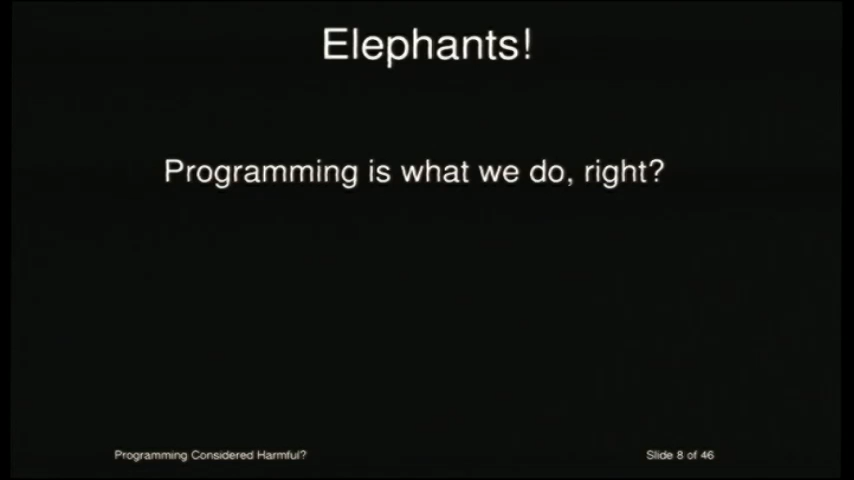 Elephants!
Programming is what we do, right?
Programming Considered Harmful?
Slide 8 of 46